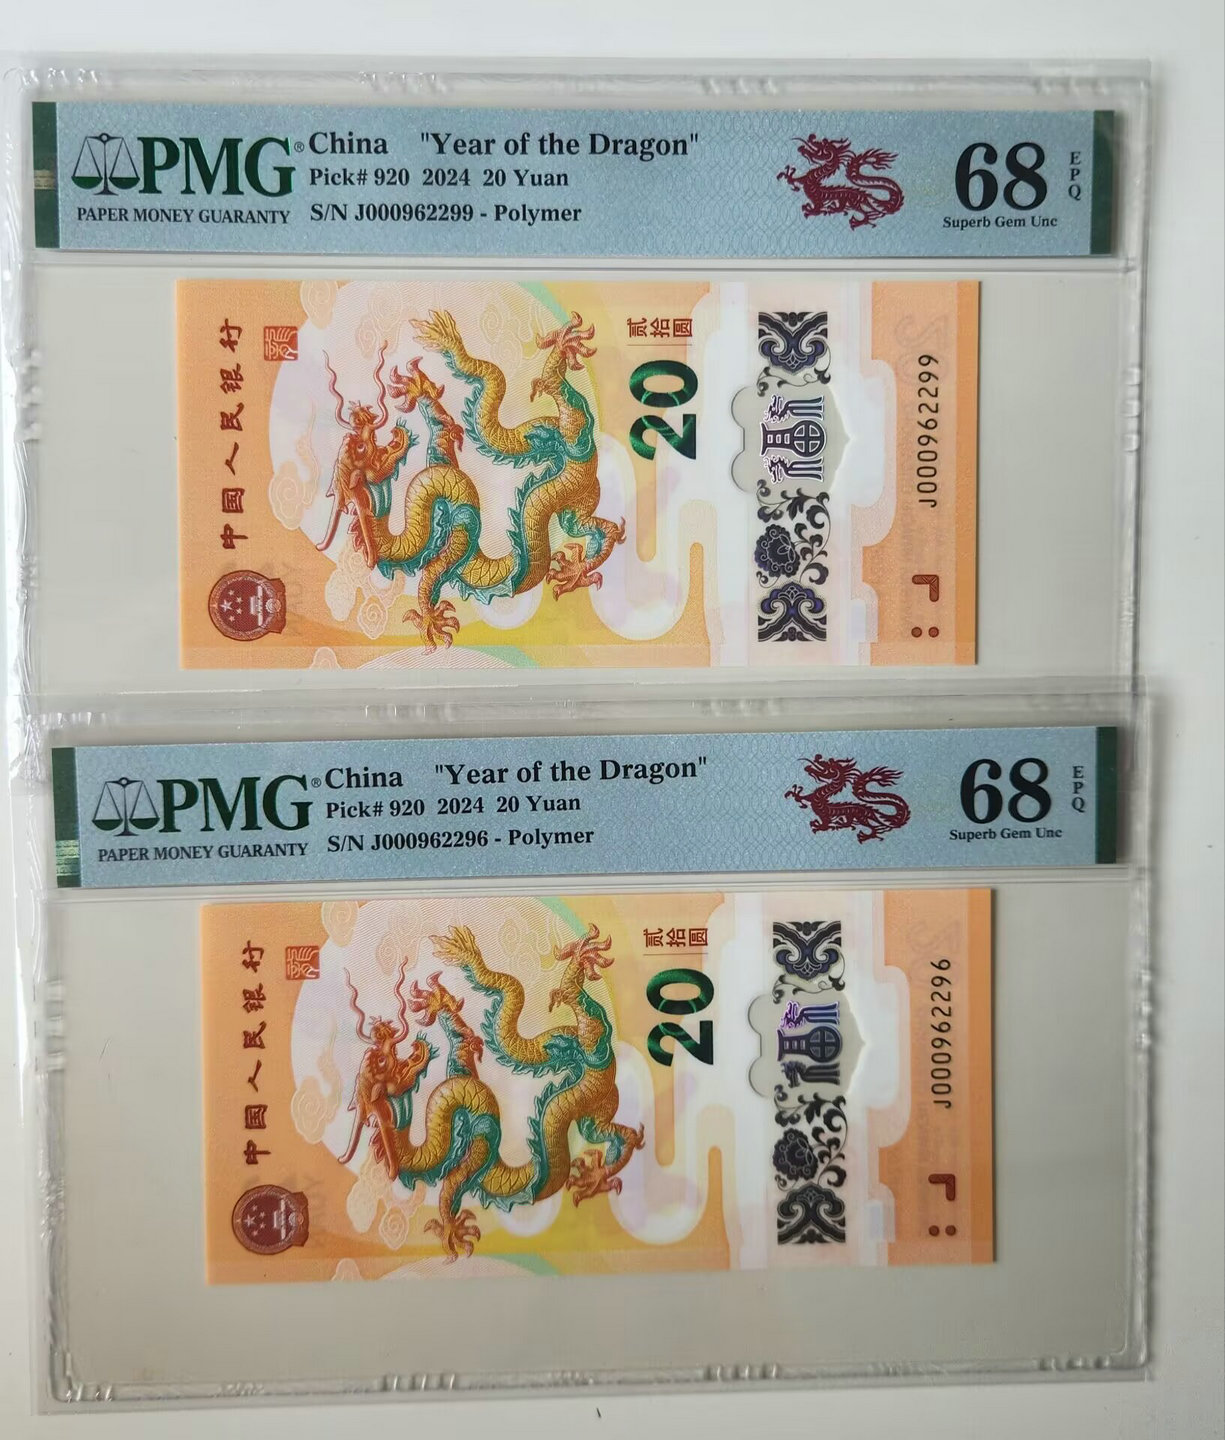 PMG® China "Year of the Dragon"
Pick# 920 2024 20 Yuan
PAPER MONEY GUARANTY S/N J000962299 - Polymer
68 EPQ
Superb Gem Unc
中国人民银行
贰拾圆
20
J000962299
PMG® China "Year of the Dragon"
Pick# 920 2024 20 Yuan
PAPER MONEY GUARANTY S/N J000962296 - Polymer
68 EPQ
Superb Gem Unc
中国人民银行
贰拾圆
20
J000962296